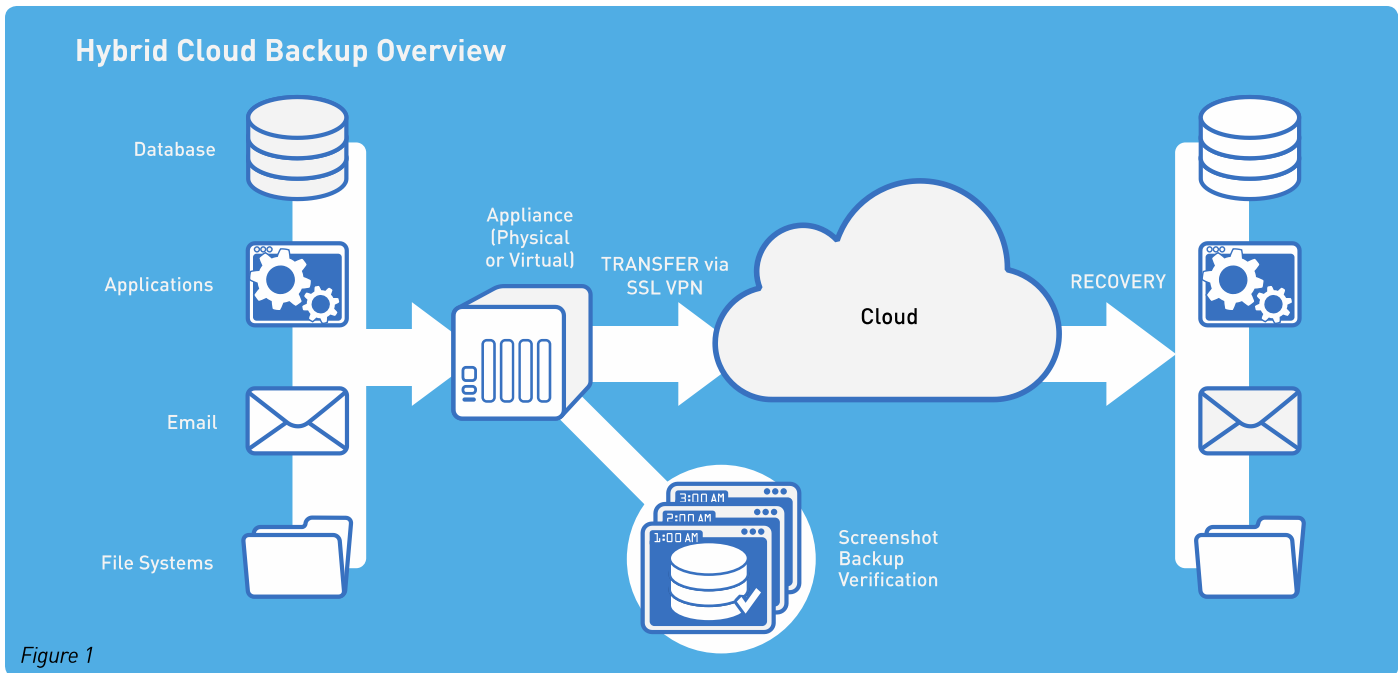 Hybrid Cloud Backup Overview
Database
Applications
Email
File Systems
Appliance
(Physical
or Virtual)
TRANSFER via
SSL VPN
Cloud
RECOVERY
3:00 AM
2:00 AM
1:00 AM
Screenshot
Backup
Verification
Figure 1